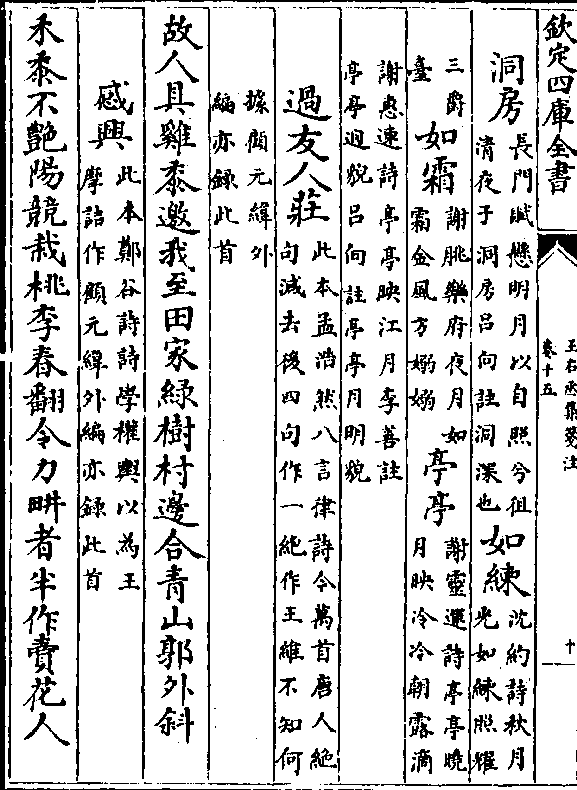 欽定四庫全書
王右丞集箋注
卷十五
十
洞房
長門賦懸明月以自照兮徂
清夜于洞房吕向註洞深也
如練
沈約詩秋月
光如練照耀
三爵
臺
如霜
謝朓樂府夜月如
霜金風方嫋嫋
亭亭
謝靈運詩亭亭曉
月映冷冷朝露滴
謝惠連詩亭亭映江月李善註
亭亭迥貌吕向註亭亭月明貌
過友人莊
此本孟浩然八言律詩今萬首唐人絶
句減去後四句作一絶作王維不知何
據顧元緯外
編亦録此首
故人具雞黍邀我至田家綠樹村邊合青山郭外斜
感興
此本鄭谷詩詩學權輿以為王
摩詰作顧元緯外編亦録此首
禾黍不艷陽競栽桃李春翻令力畊者半作賣花人